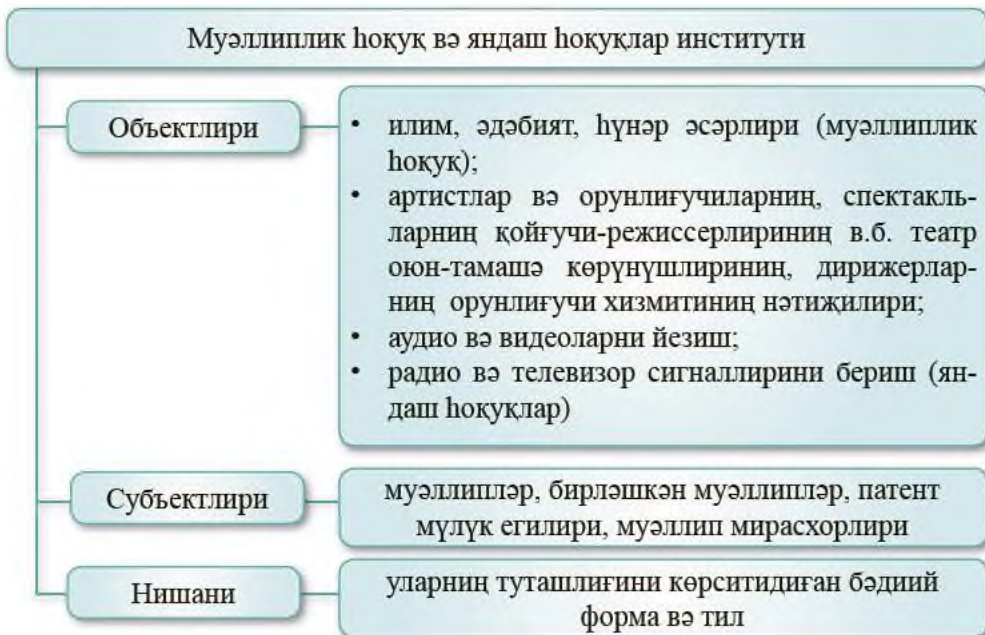 Муәллиплик һоқуқ вә яндаш һоқуқлар институти
Объектлири
• илим, әдәбият, һүнәр әсәрлири (муәллиплик
һоқуқ);
• артистлар вә орунлиғучиларниң, спектакль-
ларниң қойғучи-режиссерлириниң в.б. театр
оюн-тамашә көрүнүшлириниң, дирижерлар-
ниң орунлиғучи хизмитиниң нәтиҗилири;
• аудио вә видеоларни йезиш;
• радио вә телевизор сигналлирини бериш (ян-
даш һоқуқлар)
Субъектлири
муәллипләр, бирләшкән муәллипләр, патент
мүлүк егилири, муәллип мирасхорлири
Нишани
уларниң туташлиғини көрситидиған бәдиий
форма вә тил